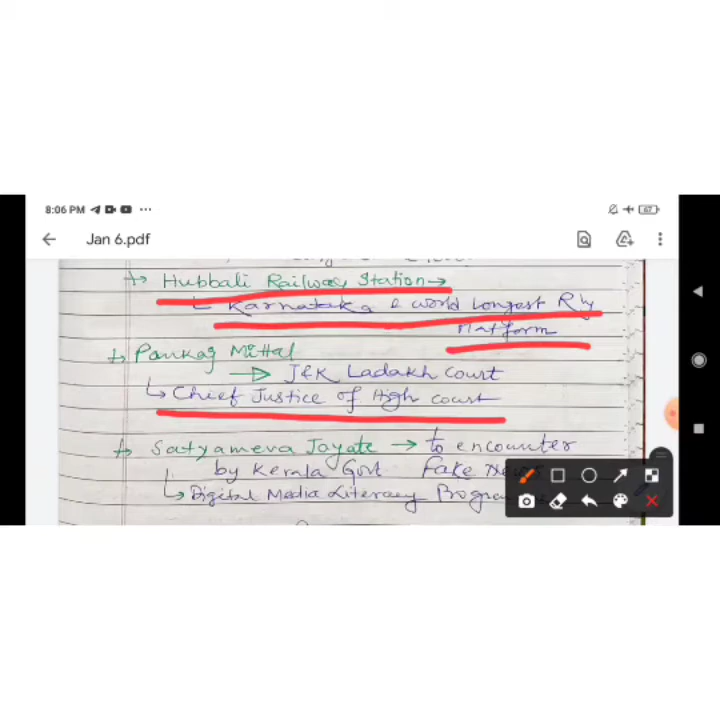 8:06 PM
67
Jan 6.pdf
Hubbali Railway Station →
Karnataka & world longest Rly
Platform
Pankaj Mittal
→ J&K Ladakh court
Chief Justice of High court
Satyameva Jayate → to encounter
by Kerala Govt Fake News
Digital Media Literacy Program